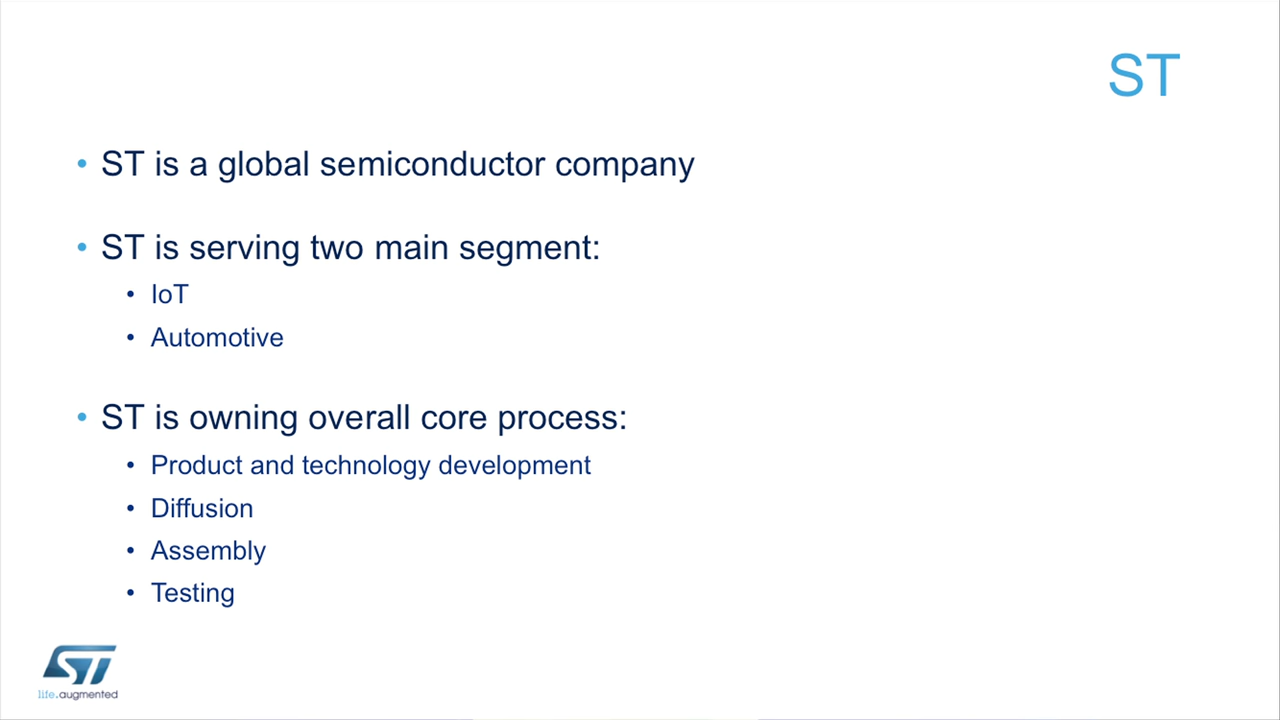 ST
• ST is a global semiconductor company
• ST is serving two main segment:
• IoT
• Automotive
• ST is owning overall core process:
• Product and technology development
• Diffusion
• Assembly
• Testing
ST
life.augmented